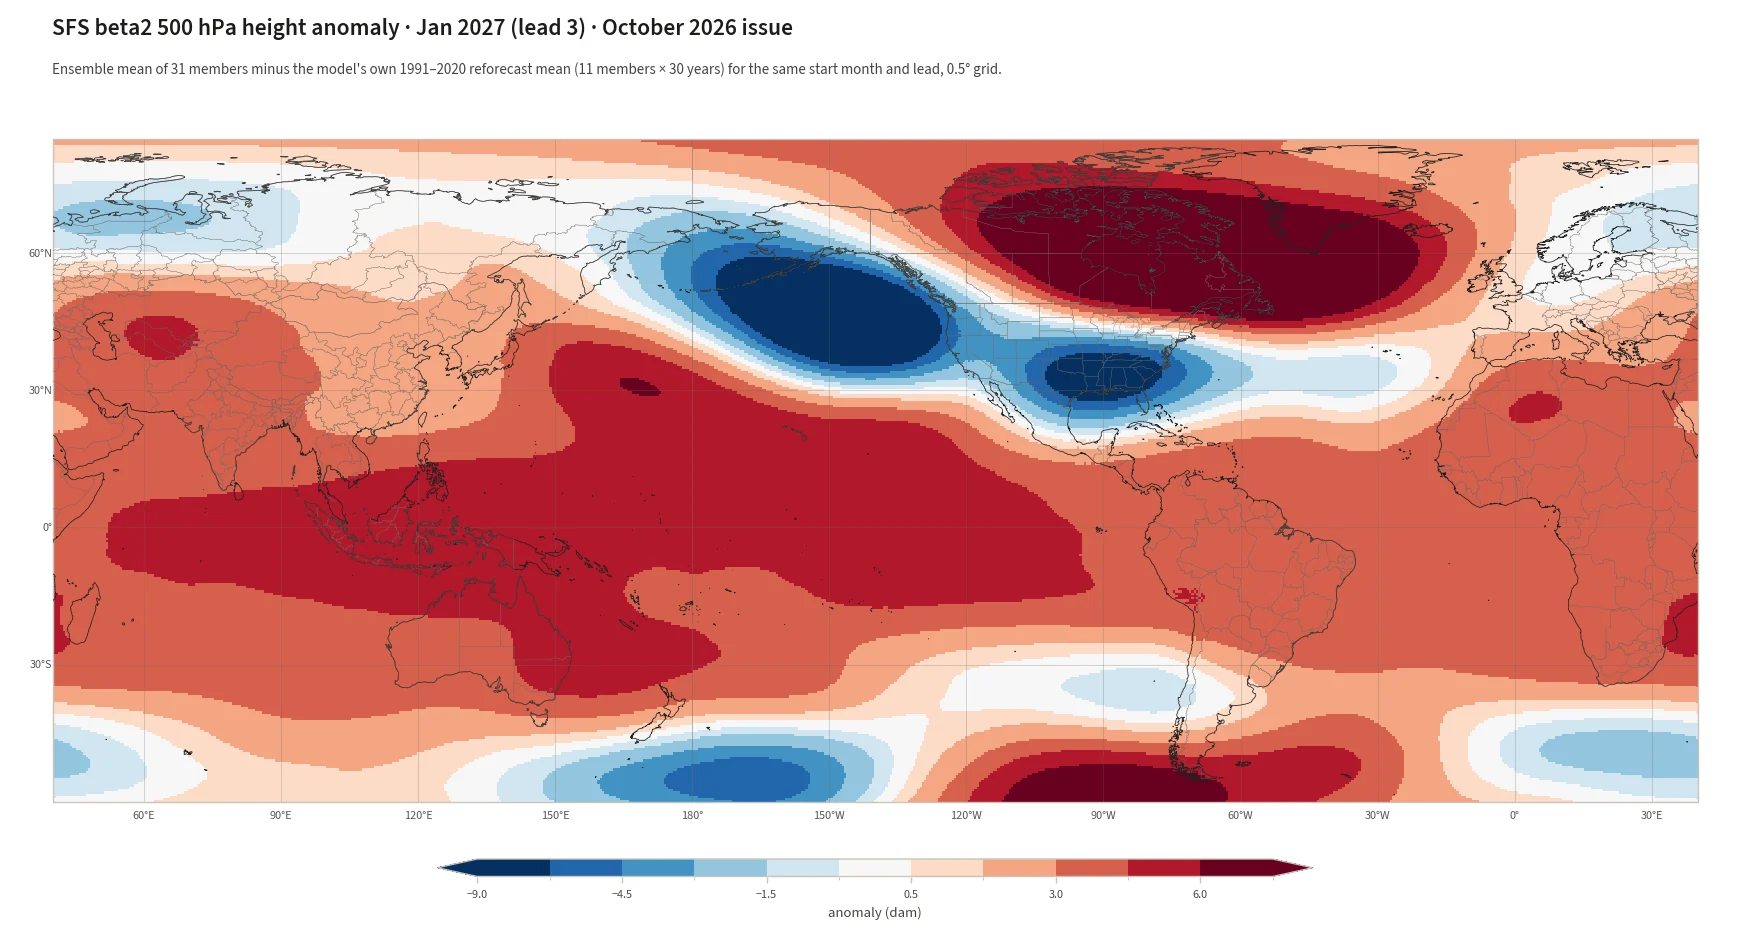 SFS beta2 500 hPa height anomaly · Jan 2027 (lead 3) · October 2026 issue
Ensemble mean of 31 members minus the model's own 1991–2020 reforecast mean (11 members × 30 years) for the same start month and lead, 0.5° grid.
60°N
30°N
0°
30°S
60°E 90°E 120°E 150°E 180° 150°W 120°W 90°W 60°W 30°W 0° 30°E
−9.0 −4.5 −1.5 0.5 3.0 6.0
anomaly (dam)